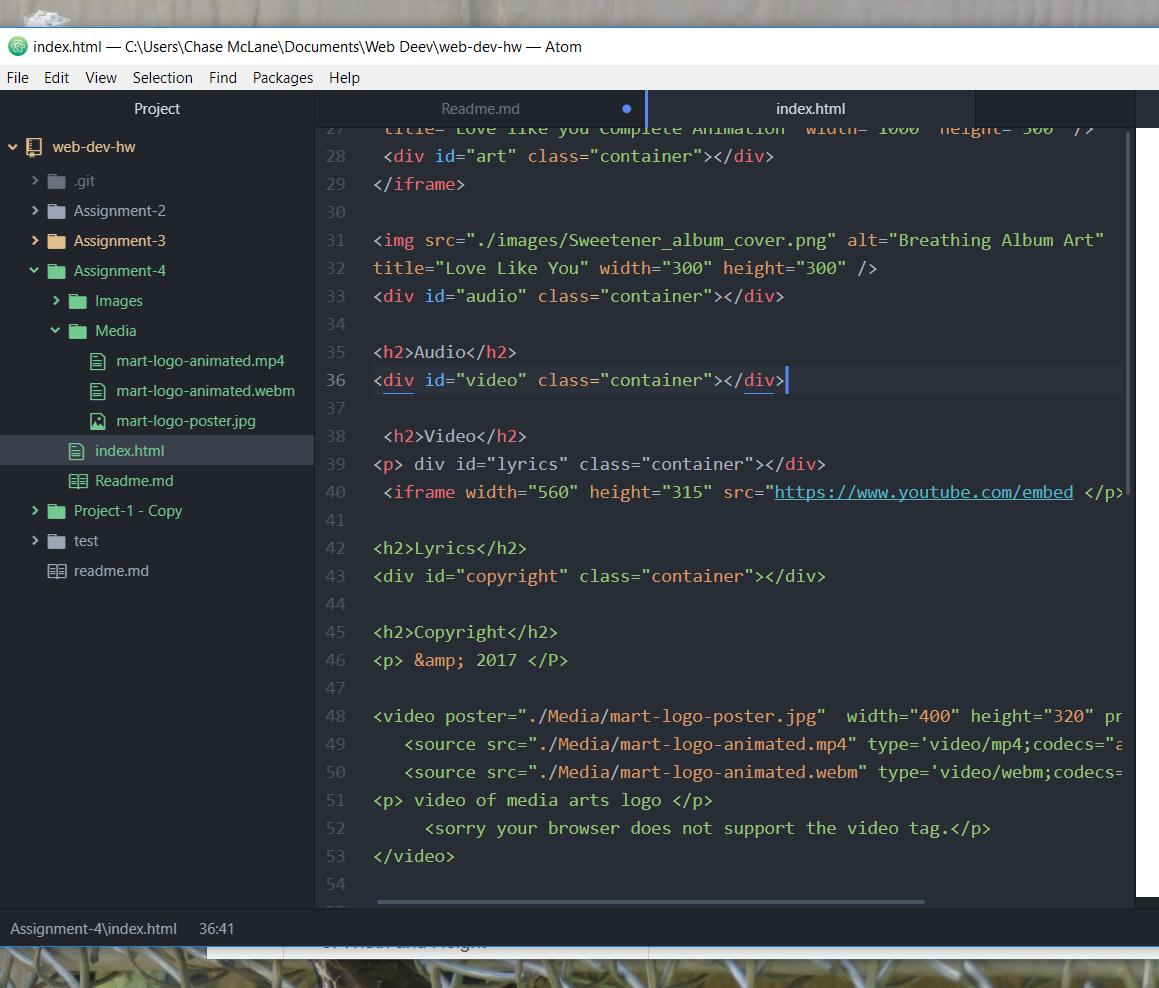 index.html — C:\Users\Chase McLane\Documents\Web Deev\web-dev-hw — Atom
File Edit View Selection Find Packages Help
Project
web-dev-hw
.git
Assignment-2
Assignment-3
Assignment-4
Images
Media
mart-logo-animated.mp4
mart-logo-animated.webm
mart-logo-poster.jpg
index.html
Readme.md
Project-1 - Copy
test
readme.md
Readme.md index.html
27 title="Love like you Complete Animation" width="1000" height="500" />
28 <div id="art" class="container"></div>
29 </iframe>
30
31 <img src="./images/Sweetener_album_cover.png" alt="Breathing Album Art"
32 title="Love Like You" width="300" height="300" />
33 <div id="audio" class="container"></div>
34
35 <h2>Audio</h2>
36 <div id="video" class="container"></div>
37
38 <h2>Video</h2>
39 <p> div id="lyrics" class="container"></div>
40 <iframe width="560" height="315" src="https://www.youtube.com/embed </p>
41
42 <h2>Lyrics</h2>
43 <div id="copyright" class="container"></div>
44
45 <h2>Copyright</h2>
46 <p> &amp; 2017 </P>
47
48 <video poster="./Media/mart-logo-poster.jpg"  width="400" height="320" pr
49 <source src="./Media/mart-logo-animated.mp4" type='video/mp4;codecs="a
50 <source src="./Media/mart-logo-animated.webm" type='video/webm;codecs=
51 <p> video of media arts logo </p>
52 <sorry your browser does not support the video tag.</p>
53 </video>
54
Assignment-4\index.html 36:41